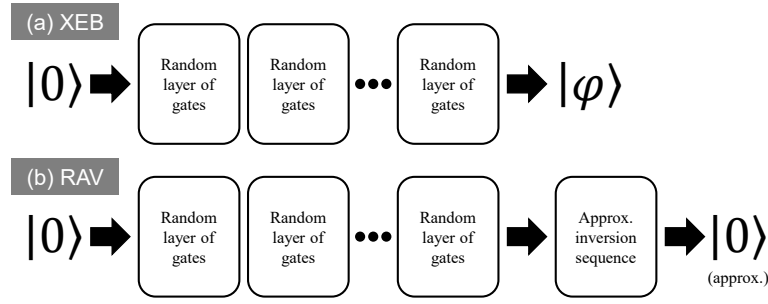 (a) XEB
|0⟩ Random layer of gates Random layer of gates ••• Random layer of gates |φ⟩
(b) RAV
|0⟩ Random layer of gates Random layer of gates ••• Random layer of gates Approx. inversion sequence |0⟩
(approx.)